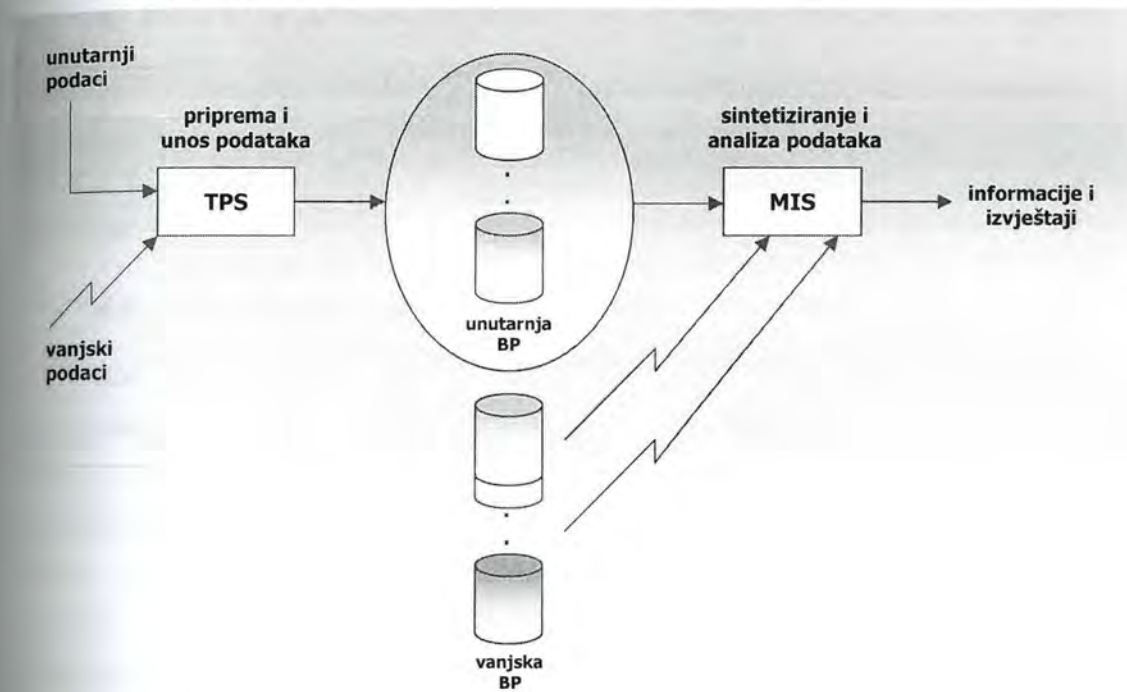 unutarnji
podaci
priprema i
unos podataka
TPS
vanjski
podaci
unutarnja
BP
sintetiziranje i
analiza podataka
MIS
informacije i
izvještaji
vanjska
BP